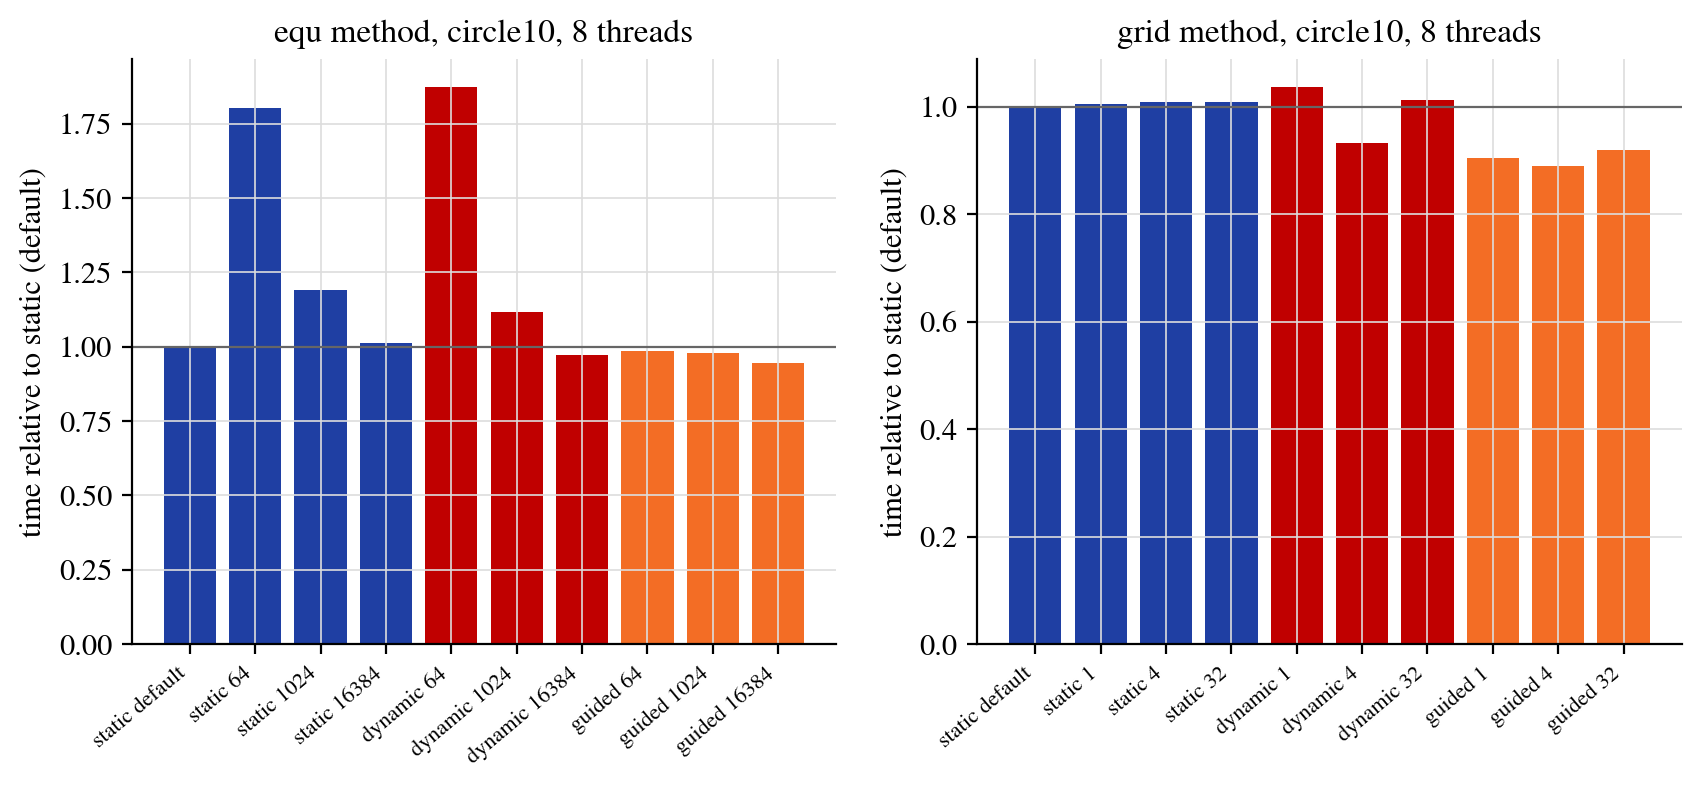 equ method, circle10, 8 threads
time relative to static (default)
1.75
1.50
1.25
1.00
0.75
0.50
0.25
0.00
static default
static 64
static 1024
static 16384
dynamic 64
dynamic 1024
dynamic 16384
guided 64
guided 1024
guided 16384
grid method, circle10, 8 threads
time relative to static (default)
1.0
0.8
0.6
0.4
0.2
0.0
static default
static 1
static 4
static 32
dynamic 1
dynamic 4
dynamic 32
guided 1
guided 4
guided 32